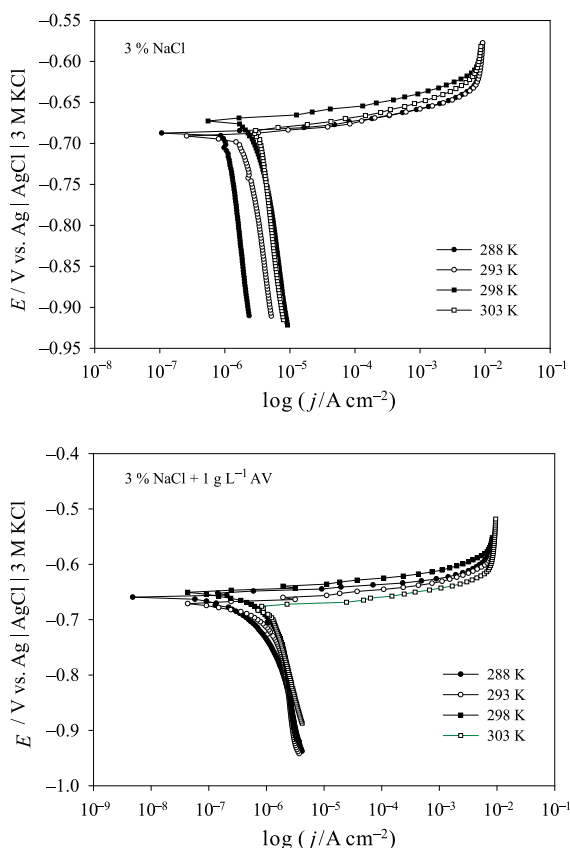 −0.55
3 % NaCl
−0.60
−0.65
−0.70
−0.75
−0.80
−0.85
−0.90
−0.95
E / V vs. Ag | AgCl | 3 M KCl
288 K
293 K
298 K
303 K
10⁻⁸ 10⁻⁷ 10⁻⁶ 10⁻⁵ 10⁻⁴ 10⁻³ 10⁻² 10⁻¹
log (j/A cm⁻²)
−0.4
3 % NaCl + 1 g L⁻¹ AV
−0.5
−0.6
−0.7
−0.8
−0.9
−1.0
E / V vs. Ag | AgCl | 3 M KCl
288 K
293 K
298 K
303 K
10⁻⁹ 10⁻⁸ 10⁻⁷ 10⁻⁶ 10⁻⁵ 10⁻⁴ 10⁻³ 10⁻² 10⁻¹
log (j/A cm⁻²)